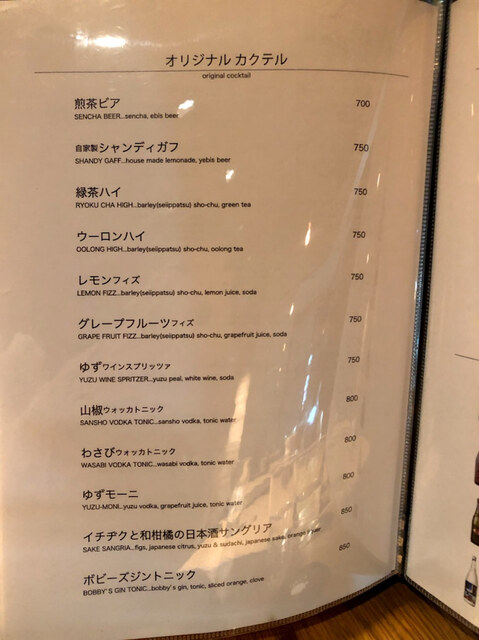 オリジナル カクテル
original cocktail
煎茶ビア 700
SENCHA BEER...sencha, ebis beer
自家製シャンディガフ 750
SHANDY GAFF...house made lemonade, yebis beer
緑茶ハイ 750
RYOKU CHA HIGH...barley(seiippatsu) sho-chu, green tea
ウーロンハイ 750
OOLONG HIGH...barley(seiippatsu) sho-chu, oolong tea
レモンフィズ 750
LEMON FIZZ...barley(seiippatsu) sho-chu, lemon juice, soda
グレープフルーツフィズ 750
GRAPE FRUIT FIZZ...barley(seiippatsu) sho-chu, grapefruit juice, soda
ゆずワインスプリッツァ 750
YUZU WINE SPRITZER...yuzu peal, white wine, soda
山椒ウォッカトニック 800
SANSHO VODKA TONIC...sansho vodka, tonic water
わさびウォッカトニック 800
WASABI VODKA TONIC...wasabi vodka, tonic water
ゆずモーニ 800
YUZU-MONI...yuzu vodka, grapefruit juice, tonic water
イチヂクと和柑橘の日本酒サングリア 850
SAKE SANGRIA...figs, japanese citrus, yuzu & sudachi, japanese sake, orange
ボビーズジントニック 850
BOBBY'S GIN TONIC...bobby's gin, tonic, sliced orange, clove